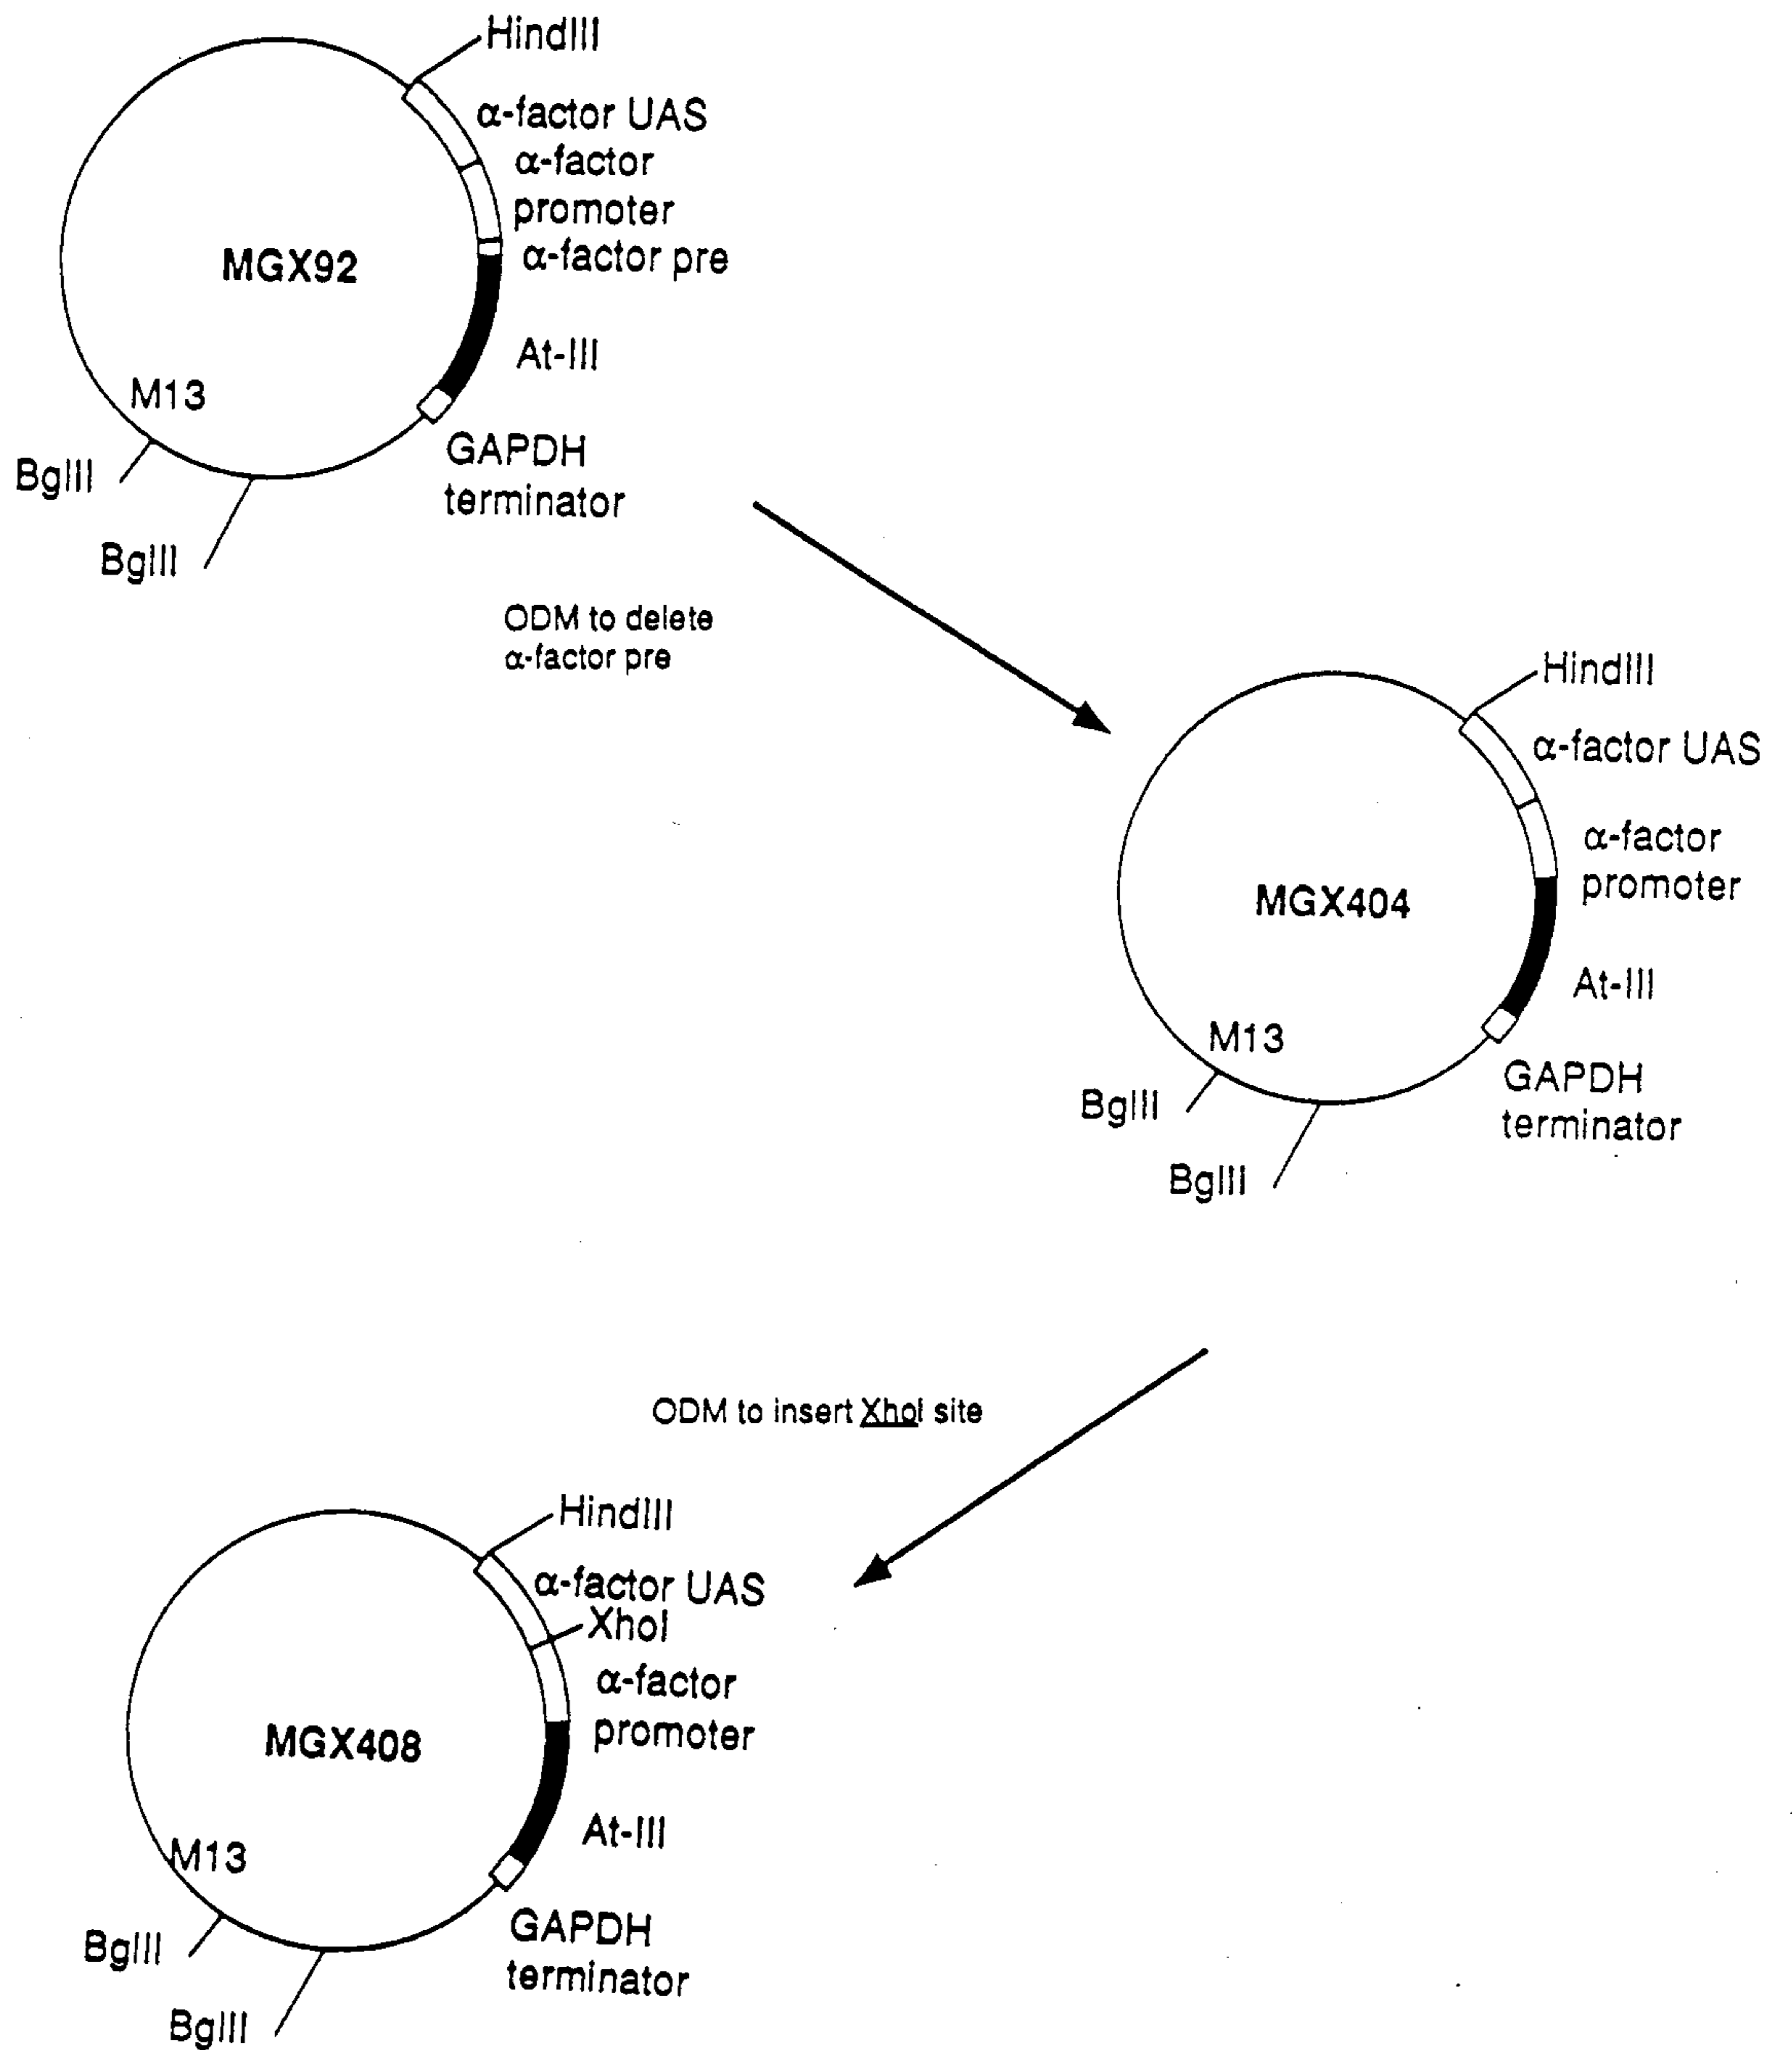 HindIII
α-factor UAS
α-factor
promoter
α-factor pre
MGX92
At-III
M13
GAPDH
terminator
BglII
BglII
ODM to delete
α-factor pre
HindIII
α-factor UAS
α-factor
promoter
MGX404
At-III
M13
GAPDH
terminator
BglII
BglII
ODM to insert XhoI site
HindIII
α-factor UAS
XhoI
α-factor
promoter
MGX408
At-III
M13
GAPDH
terminator
BglII
BglII